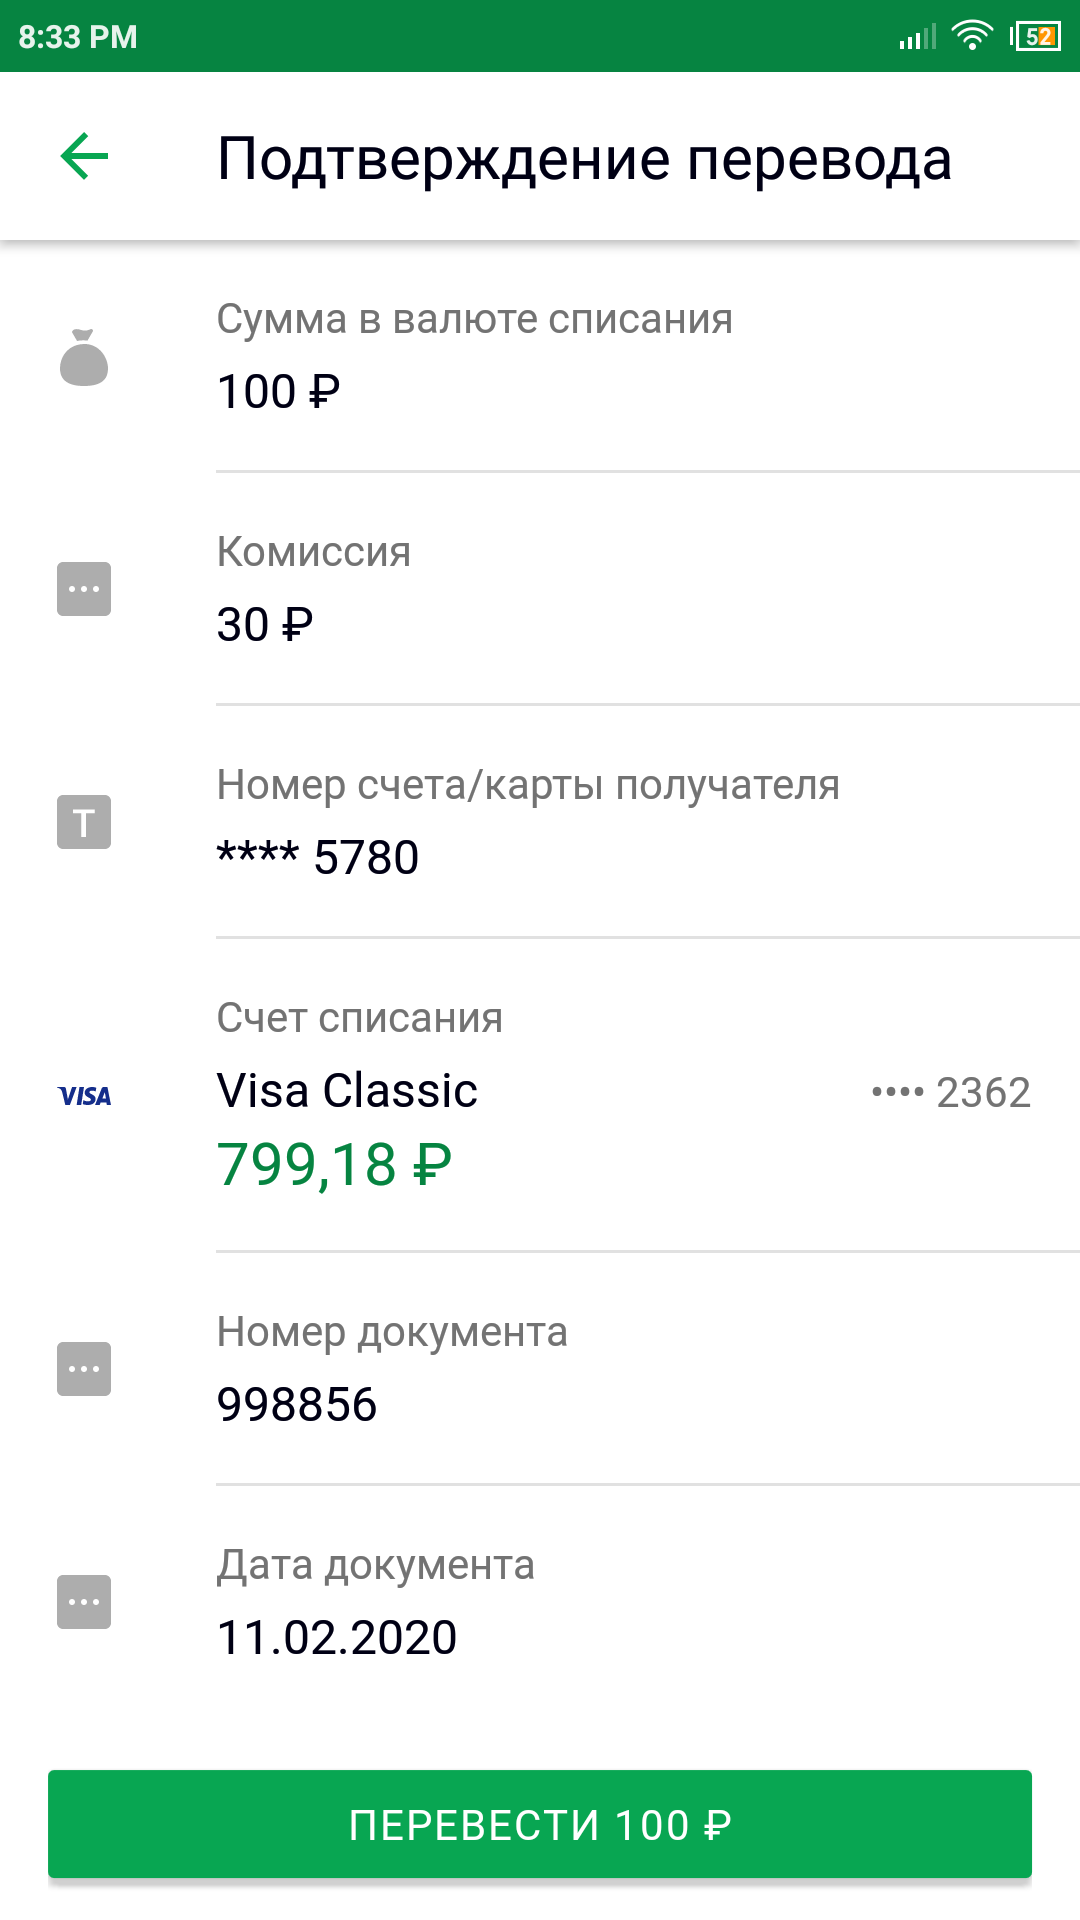 8:33 PM
52
Подтверждение перевода
Сумма в валюте списания
100 ₽
Комиссия
30 ₽
Номер счета/карты получателя
T
**** 5780
Счет списания
VISA
Visa Classic
•••• 2362
799,18 ₽
Номер документа
998856
Дата документа
11.02.2020
ПЕРЕВЕСТИ 100 ₽